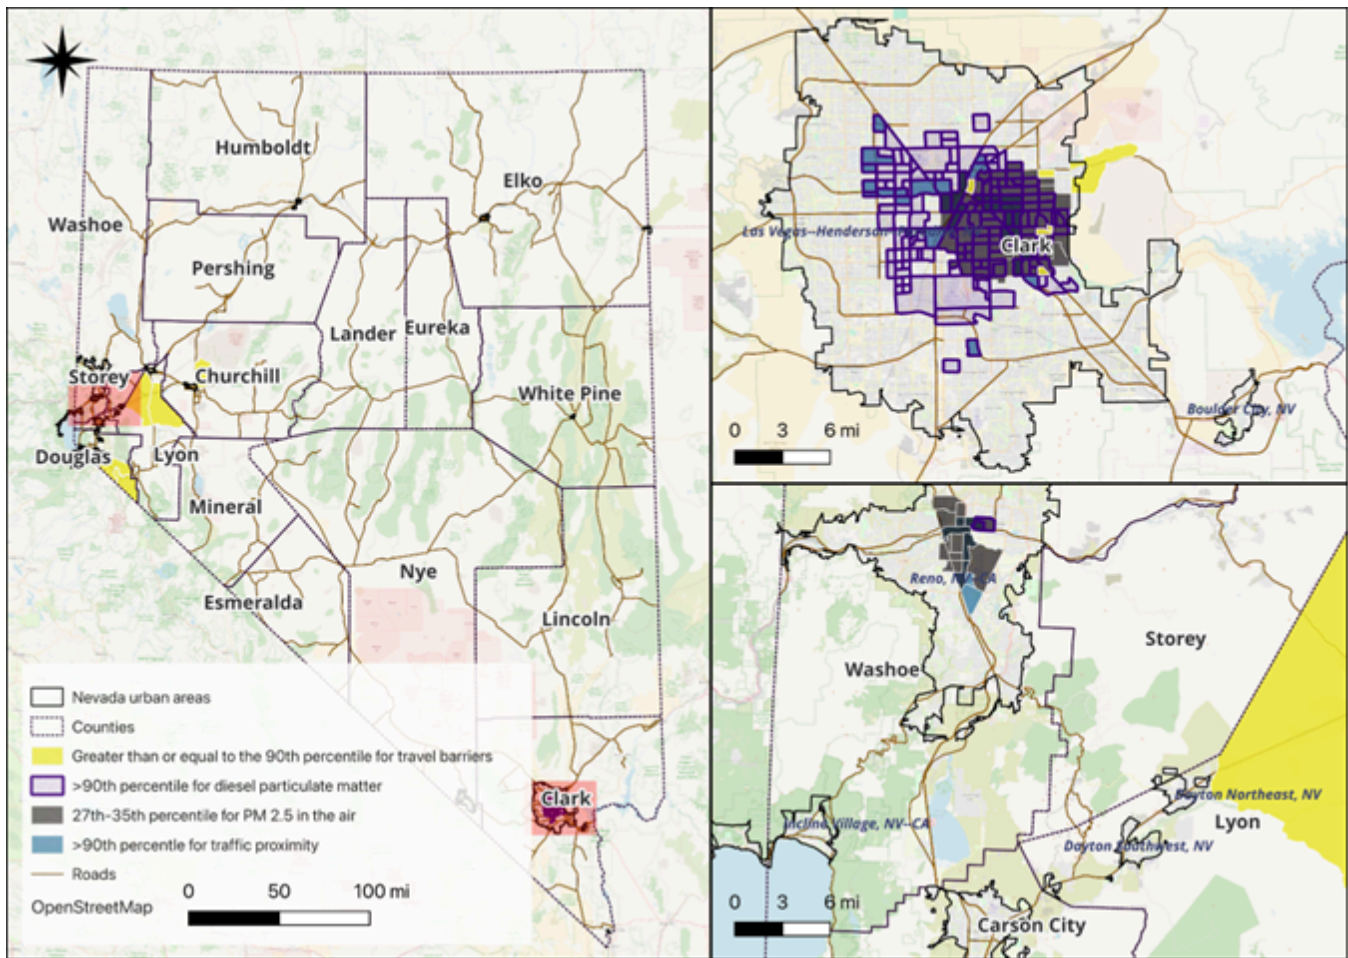 Humboldt
Elko
Washoe
Pershing
Lander
Eureka
Storey
Churchill
White Pine
Douglas
Lyon
Mineral
Nye
Esmeralda
Lincoln
Clark
Nevada urban areas
Counties
Greater than or equal to the 90th percentile for travel barriers
>90th percentile for diesel particulate matter
27th-35th percentile for PM 2.5 in the air
>90th percentle for traffic proximity
Roads
OpenStreetMap
0 50 100 mi
Las Vegas--Henderson--
Clark
Boulder City, NV
0 3 6 mi
Reno, NV--CA
Storey
Washoe
Dayton Northeast, NV
Incline Village, NV--CA
Lyon
Dayton Southwest, NV
0 3 6 mi
Carson City